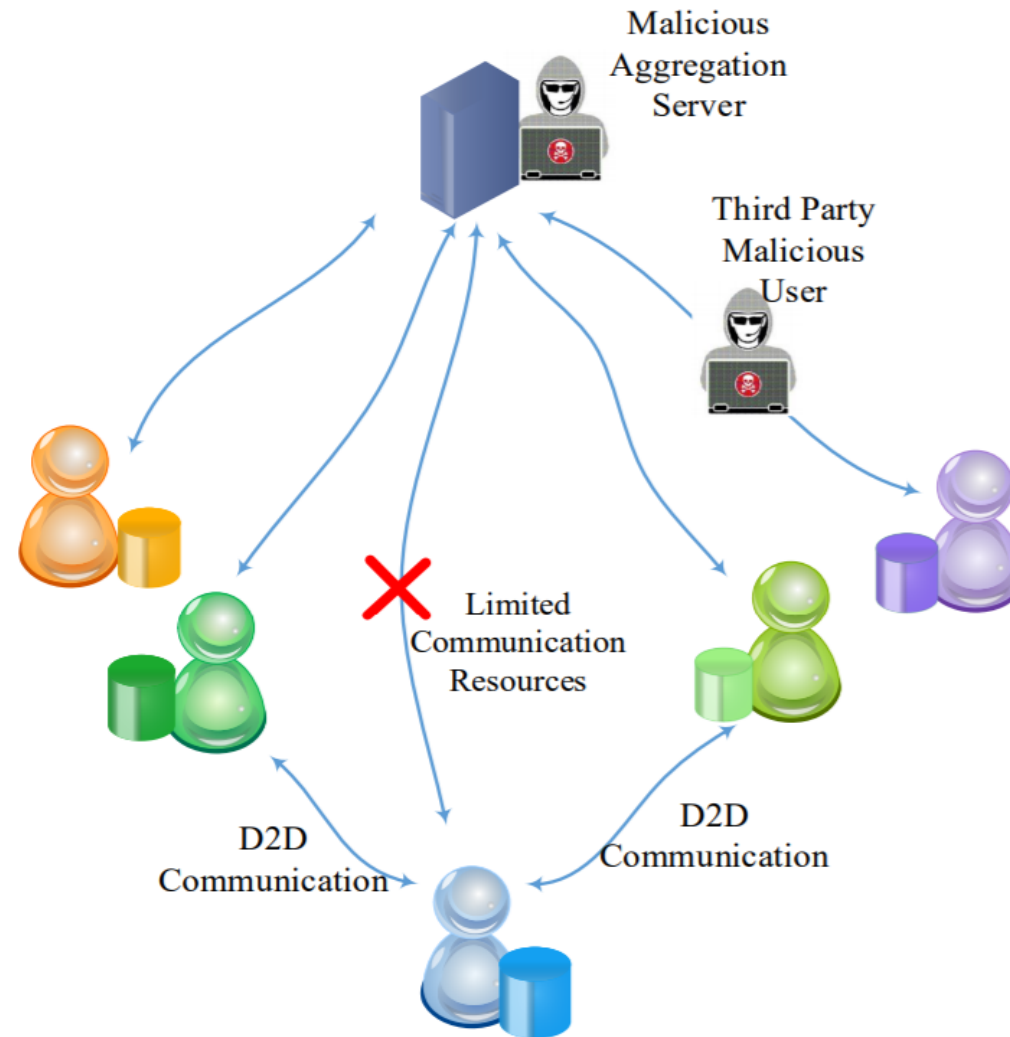 Malicious
Aggregation
Server
Third Party
Malicious
User
Limited
Communication
Resources
D2D
Communication
D2D
Communication